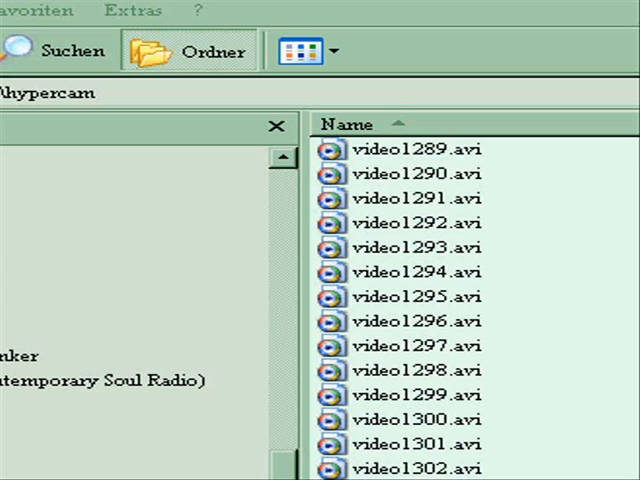 avoriten Extras ?
Suchen Ordner
\hypercam
Name
video1289.avi
video1290.avi
video1291.avi
video1292.avi
video1293.avi
video1294.avi
video1295.avi
video1296.avi
video1297.avi
video1298.avi
video1299.avi
video1300.avi
video1301.avi
video1302.avi
nker
ntemporary Soul Radio)